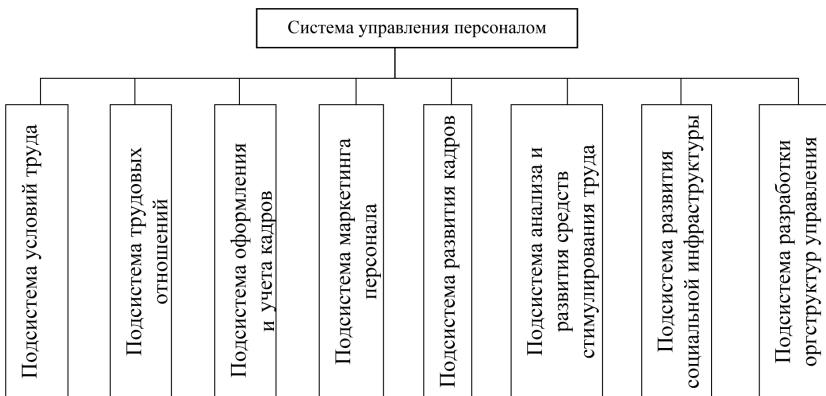 Система управления персоналом
Подсистема условий труда
Подсистема трудовых
отношений
Подсистема оформления
и учета кадров
Подсистема маркетинга
персонала
Подсистема развития кадров
Подсистема анализа и
развития средств
стимулирования труда
Подсистема развития
социальной инфраструктуры
Подсистема разработки
оргструктур управления